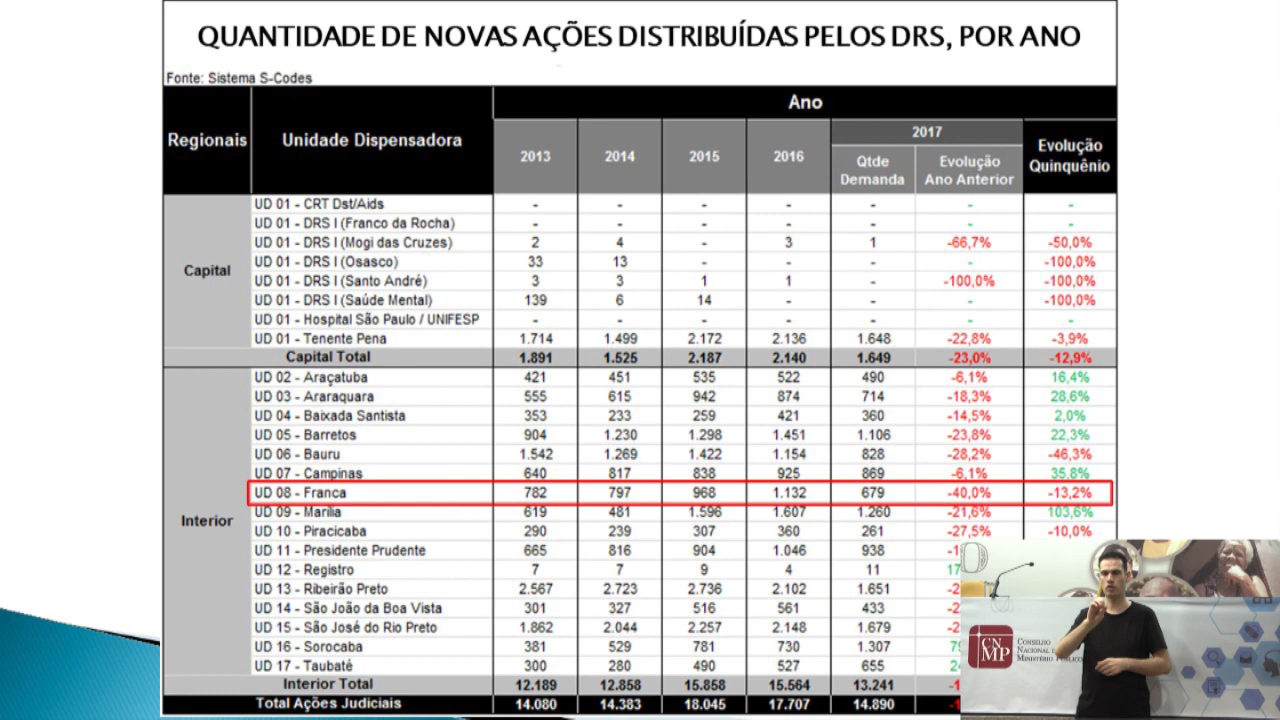 QUANTIDADE DE NOVAS AÇÕES DISTRIBUÍDAS PELOS DRS, POR ANO
Fonte: Sistema S-Codes
Regionais Unidade Dispensadora Ano
2013 2014 2015 2016 2017 Evolução Quinquênio
Qtde Demanda Evolução Ano Anterior
Capital
UD 01 - CRT Dst/Aids - - - - - - -
UD 01 - DRS I (Franco da Rocha) - - - - - - -
UD 01 - DRS I (Mogi das Cruzes) 2 4 - 3 1 -66,7% -50,0%
UD 01 - DRS I (Osasco) 33 13 - - - - -100,0%
UD 01 - DRS I (Santo André) 3 3 1 1 - -100,0% -100,0%
UD 01 - DRS I (Saúde Mental) 139 6 14 - - - -100,0%
UD 01 - Hospital São Paulo / UNIFESP - - - - - - -
UD 01 - Tenente Pena 1.714 1.499 2.172 2.136 1.648 -22,8% -3,9%
Capital Total 1.891 1.525 2.187 2.140 1.649 -23,0% -12,9%
Interior
UD 02 - Araçatuba 421 451 535 522 490 -6,1% 16,4%
UD 03 - Araraquara 555 615 942 874 714 -18,3% 28,6%
UD 04 - Baixada Santista 353 233 259 421 360 -14,5% 2,0%
UD 05 - Barretos 904 1.230 1.298 1.451 1.106 -23,8% 22,3%
UD 06 - Bauru 1.542 1.269 1.422 1.154 828 -28,2% -46,3%
UD 07 - Campinas 640 817 838 925 869 -6,1% 35,8%
UD 08 - Franca 782 797 968 1.132 679 -40,0% -13,2%
UD 09 - Marília 619 481 1.596 1.607 1.260 -21,6% 103,6%
UD 10 - Piracicaba 290 239 307 360 261 -27,5% -10,0%
UD 11 - Presidente Prudente 665 816 904 1.046 938
UD 12 - Registro 7 7 9 4 11
UD 13 - Ribeirão Preto 2.567 2.723 2.736 2.102 1.651
UD 14 - São João da Boa Vista 301 327 516 561 433
UD 15 - São José do Rio Preto 1.862 2.044 2.257 2.148 1.679
UD 16 - Sorocaba 381 529 781 730 1.307
UD 17 - Taubaté 300 280 490 527 655
Interior Total 12.189 12.858 15.858 15.564 13.241
Total Ações Judiciais 14.080 14.383 18.045 17.707 14.890
CN
MP
CONSELHO
NACIONAL
MINISTÉRIO PÚBLICO